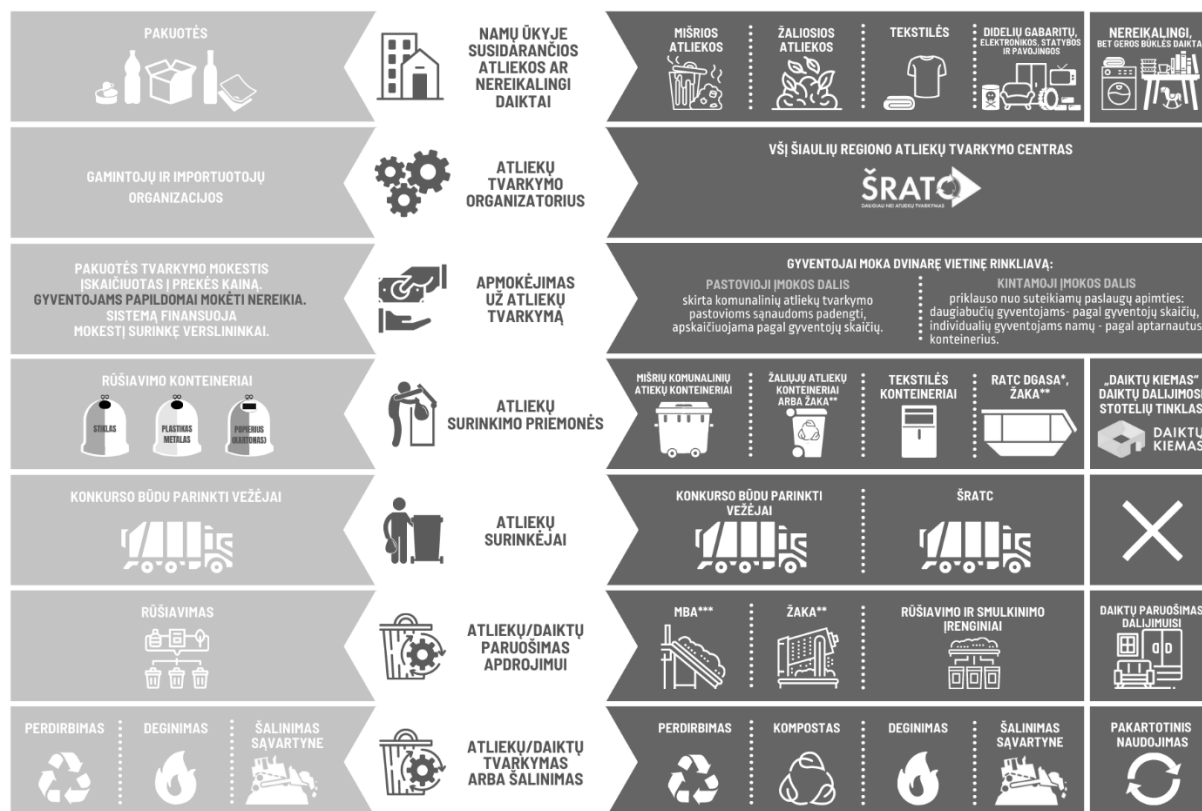 PAKUOTĖS
NAMŲ ŪKYJE
SUSIDARANČIOS
ATLIEKOS AR
NEREIKALINGI
DAIKTAI
MIŠRIOS
ATLIEKOS
ŽALIOSIOS
ATLIEKOS
TEKSTILĖS
DIDELIŲ GABARITŲ,
ELEKTRONIKOS, STATYBOS
IR PAVOJINGOS
NEREIKALINGI,
BET GEROS BŪKLĖS DAIKTA
GAMINTOJŲ IR IMPORTUOTOJŲ
ORGANIZACIJOS
ATLIEKŲ
TVARKYMO
ORGANIZATORIUS
VŠĮ ŠIAULIŲ REGIONO ATLIEKŲ TVARKYMO CENTRAS
ŠRATC
DAUGIAU NEI ATLIEKŲ TVARKYMAS
PAKUOTĖS TVARKYMO MOKESTIS
ĮSKAIČIUOTAS Į PREKĖS KAINĄ.
GYVENTOJAMS PAPILDOMAI MOKĖTI NEREIKIA.
SISTEMĄ FINANSUOJA
MOKESTĮ SURINKĘ VERSLININKAI.
APMOKĖJIMAS
UŽ ATLIEKŲ
TVARKYMĄ
GYVENTOJAI MOKA DVINARĘ VIETINĘ RINKLIAVĄ:
PASTOVIOJI ĮMOKOS DALIS
skirta komunalinių atliekų tvarkymo
pastovioms sąnaudoms padengti,
apskaičiuojama pagal gyventojų skaičių.
KINTAMOJI ĮMOKOS DALIS
priklauso nuo suteikiamų paslaugų apimties:
daugiabučių gyventojams- pagal gyventojų skaičių,
individualių gyventojams namų - pagal aptarnautus
konteinerius.
RŪŠIAVIMO KONTEINERIAI
STIKLAS
PLASTIKAS
METALAS
POPIERIUS
(KARTONAS)
ATLIEKŲ
SURINKIMO PRIEMONĖS
MIŠRIŲ KOMUNALINIŲ
ATIEKŲ KONTEINERIAI
ŽALIŲJŲ ATLIEKŲ
KONTEINERIAI
ARBA ŽAKA**
TEKSTILĖS
KONTEINERIAI
RATC DGASA*,
ŽAKA**
„DAIKTŲ KIEMAS"
DAIKTŲ DALIJIMOSI
STOTELIŲ TINKLAS
DAIKTŲ
KIEMAS
KONKURSO BŪDU PARINKTI VEŽĖJAI
ATLIEKŲ
SURINKĖJAI
KONKURSO BŪDU PARINKTI
VEŽĖJAI
ŠRATC
RŪŠIAVIMAS
ATLIEKŲ/DAIKTŲ
PARUOŠIMAS
APDROJIMUI
MBA***
ŽAKA**
RŪŠIAVIMO IR SMULKINIMO
ĮRENGINIAI
DAIKTŲ PARUOŠIMAS
DALIJIMUISI
PERDIRBIMAS
DEGINIMAS
ŠALINIMAS
SĄVARTYNE
ATLIEKŲ/DAIKTŲ
TVARKYMAS
ARBA ŠALINIMAS
PERDIRBIMAS
KOMPOSTAS
DEGINIMAS
ŠALINIMAS
SĄVARTYNE
PAKARTOTINIS
NAUDOJIMAS